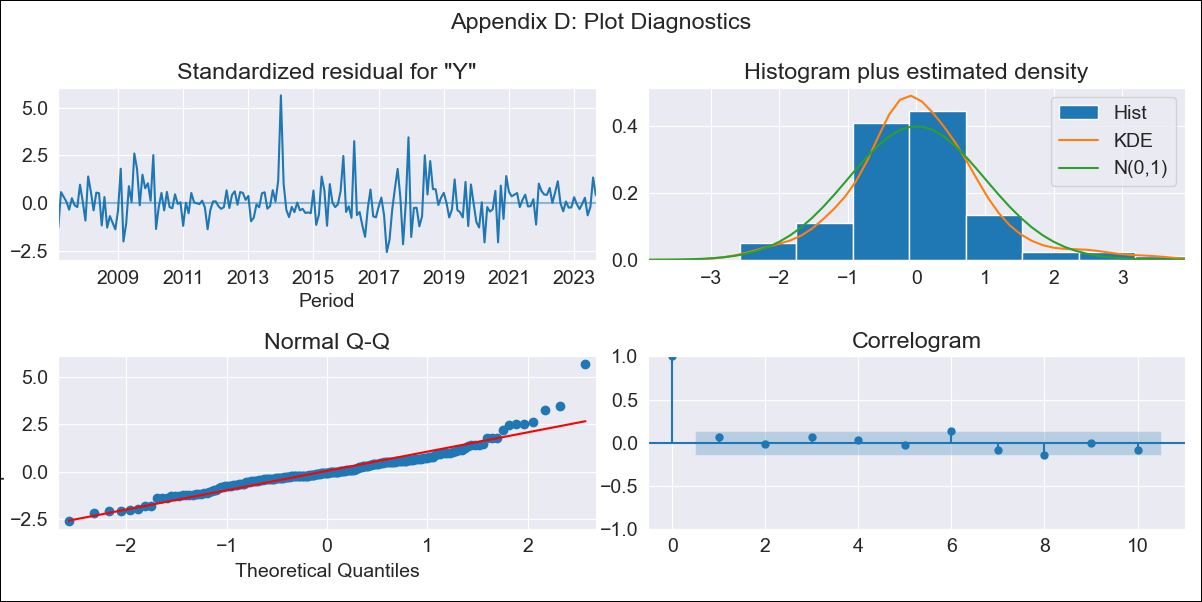 Appendix D: Plot Diagnostics
Standardized residual for "Y"
5.0
2.5
0.0
−2.5
2009 2011 2013 2015 2017 2019 2021 2023
Period
Histogram plus estimated density
Hist
KDE
N(0,1)
0.4
0.2
0.0
−3 −2 −1 0 1 2 3
Normal Q-Q
5.0
2.5
0.0
−2.5
−2 −1 0 1 2
Theoretical Quantiles
Correlogram
1.0
0.5
0.0
−0.5
−1.0
0 2 4 6 8 10